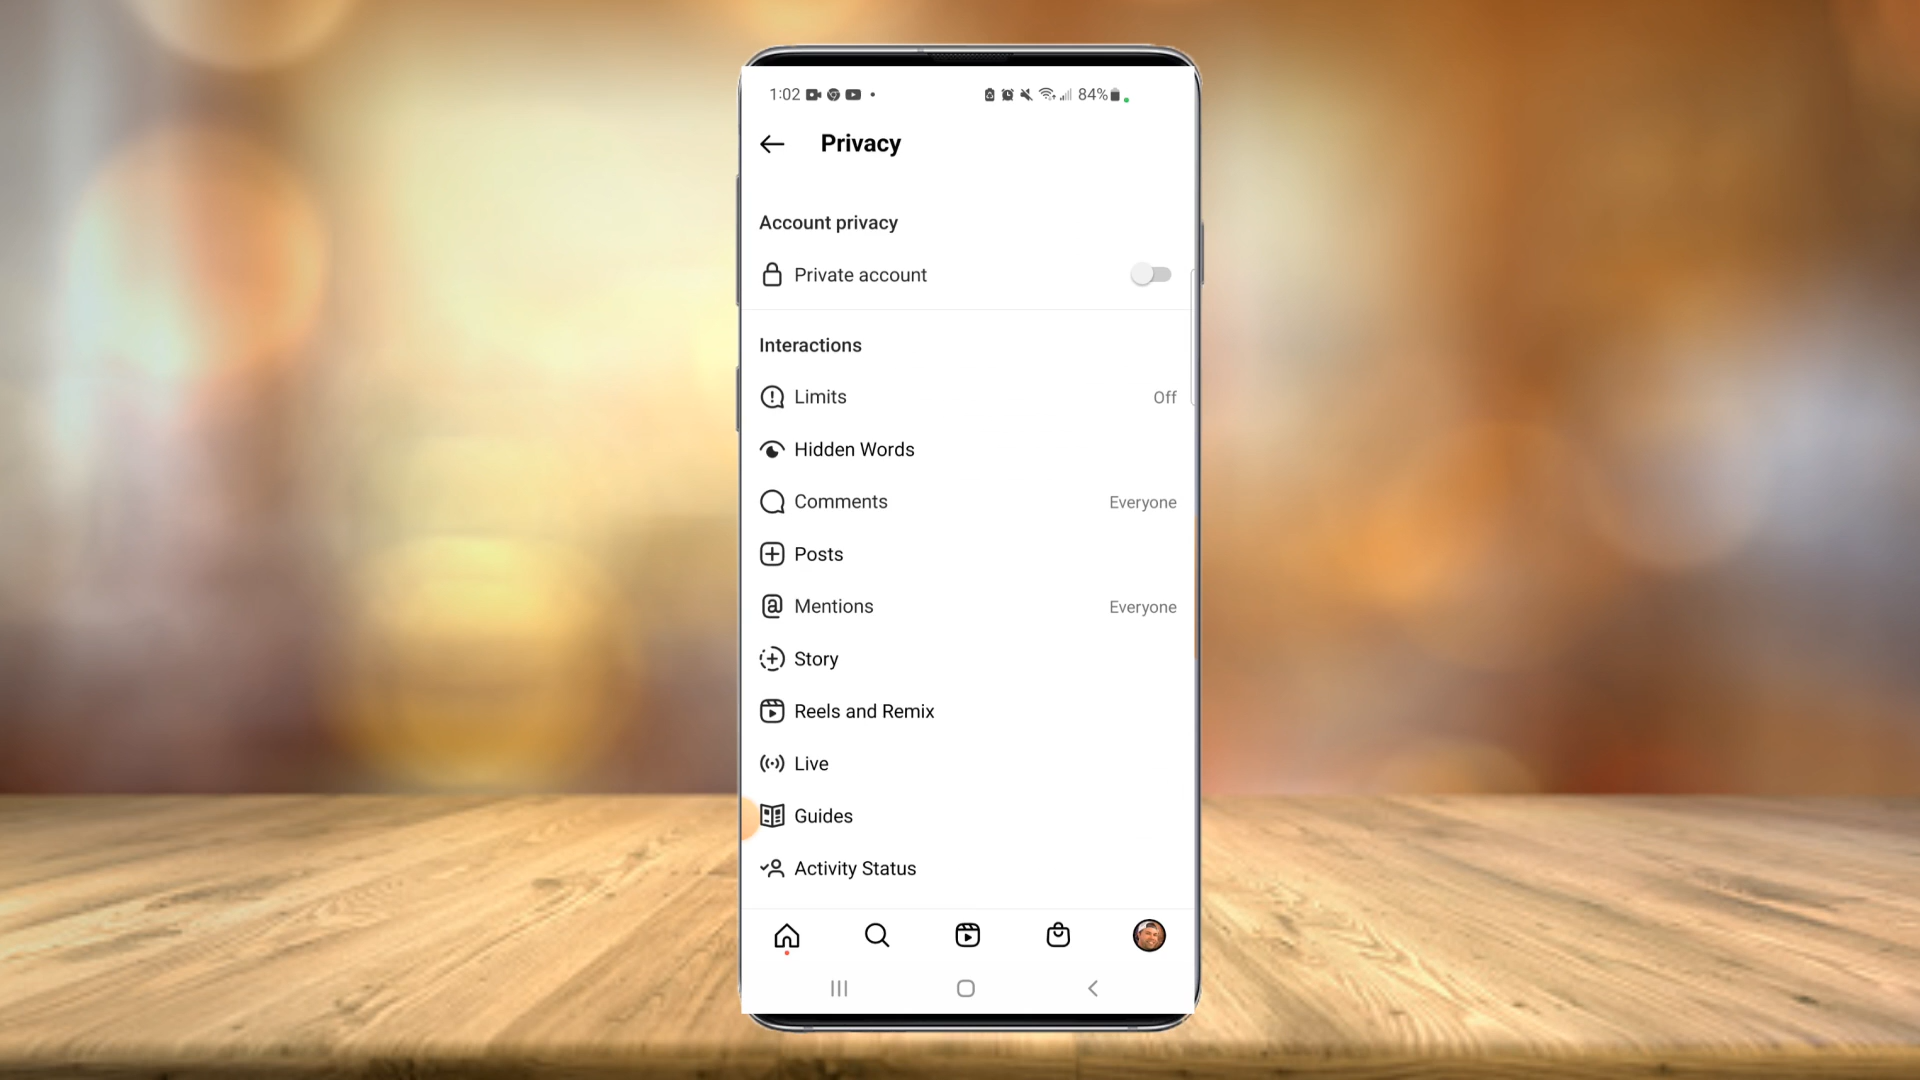 1:02 84%
Privacy
Account privacy
Private account
Interactions
Limits Off
Hidden Words
Comments Everyone
Posts
Mentions Everyone
Story
Reels and Remix
Live
Guides
Activity Status